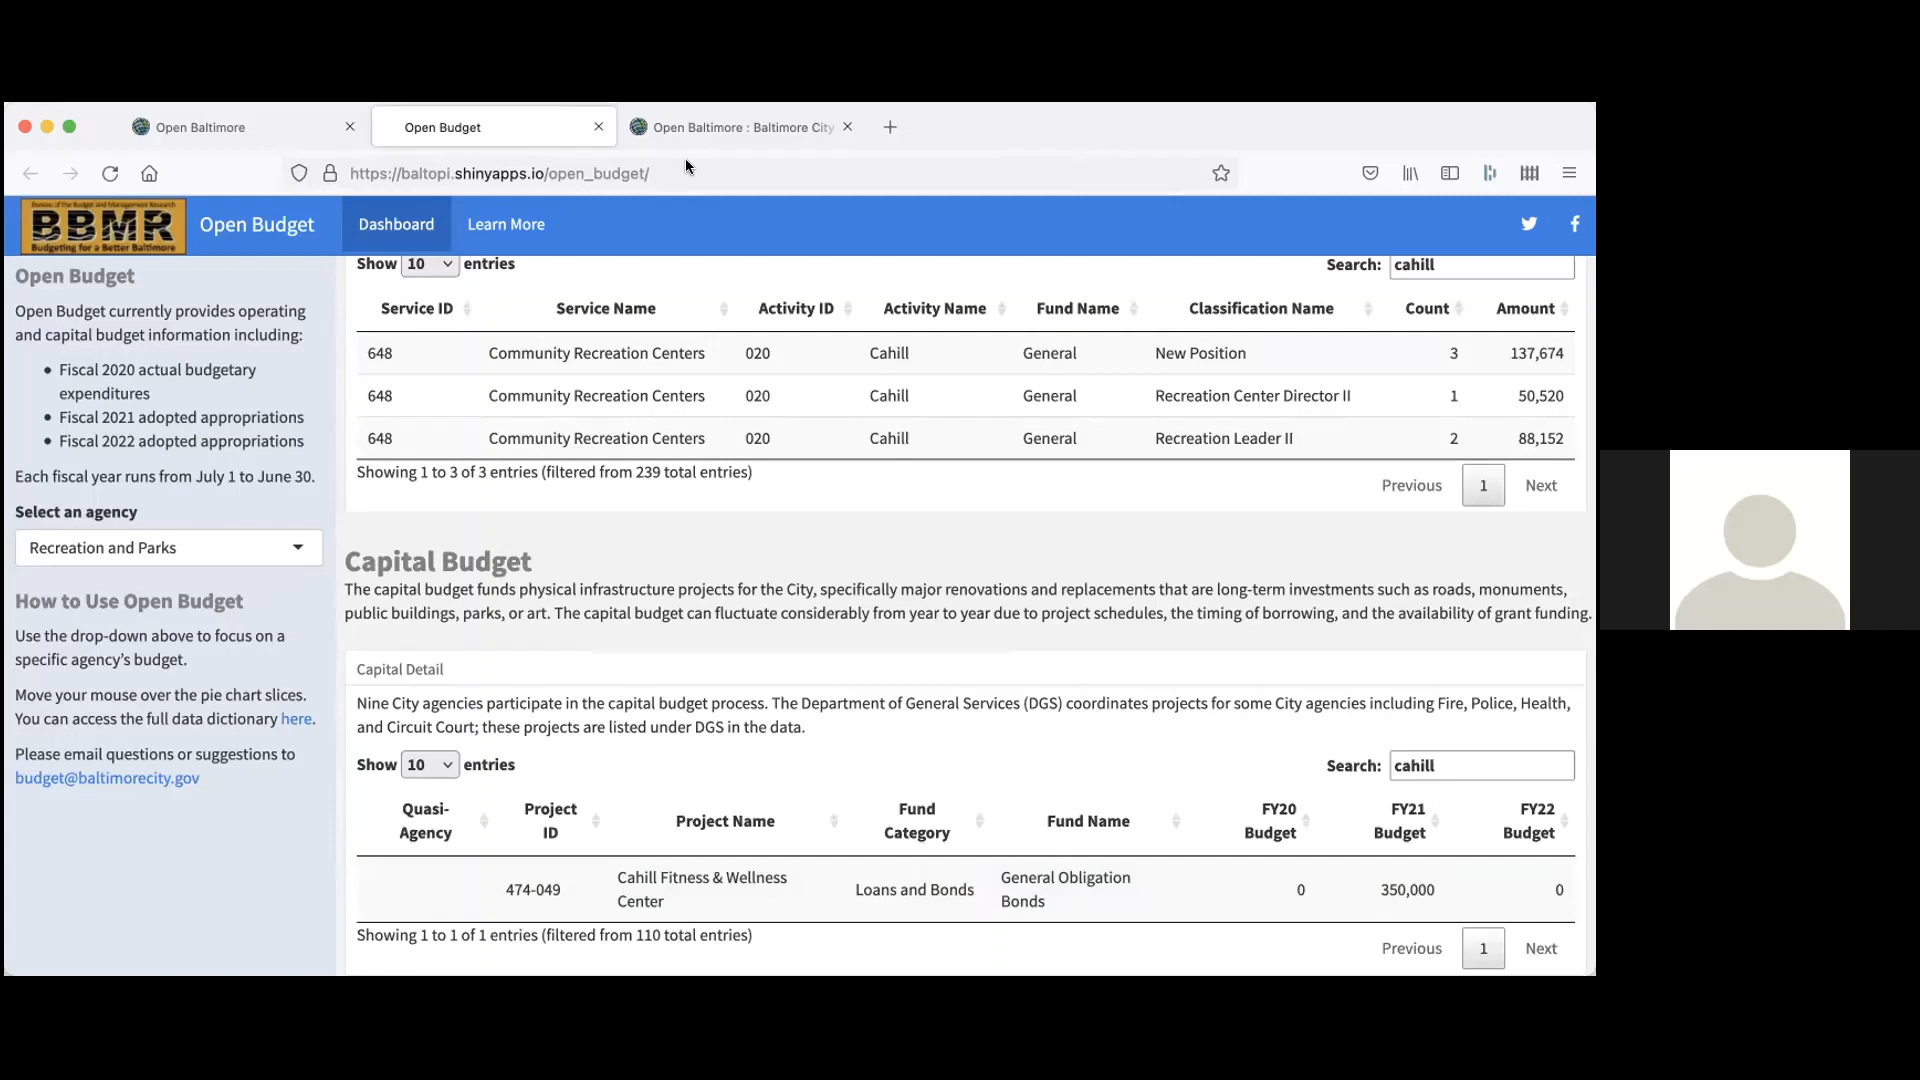 Open Baltimore
Open Budget
Open Baltimore : Baltimore City
https://baltopi.shinyapps.io/open_budget/
Bureau of the Budget and Management Research
BBMR
Budgeting for a Better Baltimore
Open Budget
Dashboard
Learn More
Open Budget
Open Budget currently provides operating
and capital budget information including:
Fiscal 2020 actual budgetary
expenditures
Fiscal 2021 adopted appropriations
Fiscal 2022 adopted appropriations
Each fiscal year runs from July 1 to June 30.
Select an agency
Recreation and Parks
How to Use Open Budget
Use the drop-down above to focus on a
specific agency's budget.
Move your mouse over the pie chart slices.
You can access the full data dictionary here.
Please email questions or suggestions to
budget@baltimorecity.gov
Show 10 entries Search: cahill
Service ID Service Name Activity ID Activity Name Fund Name Classification Name Count Amount
648 Community Recreation Centers 020 Cahill General New Position 3 137,674
648 Community Recreation Centers 020 Cahill General Recreation Center Director II 1 50,520
648 Community Recreation Centers 020 Cahill General Recreation Leader II 2 88,152
Showing 1 to 3 of 3 entries (filtered from 239 total entries)
Previous 1 Next
Capital Budget
The capital budget funds physical infrastructure projects for the City, specifically major renovations and replacements that are long-term investments such as roads, monuments,
public buildings, parks, or art. The capital budget can fluctuate considerably from year to year due to project schedules, the timing of borrowing, and the availability of grant funding.
Capital Detail
Nine City agencies participate in the capital budget process. The Department of General Services (DGS) coordinates projects for some City agencies including Fire, Police, Health,
and Circuit Court; these projects are listed under DGS in the data.
Show 10 entries Search: cahill
Quasi- Project Fund FY20 FY21 FY22
Project Name Fund Name
Agency ID Category Budget Budget Budget
Cahill Fitness & Wellness General Obligation
474-049 Loans and Bonds 0 350,000 0
Center Bonds
Showing 1 to 1 of 1 entries (filtered from 110 total entries)
Previous 1 Next